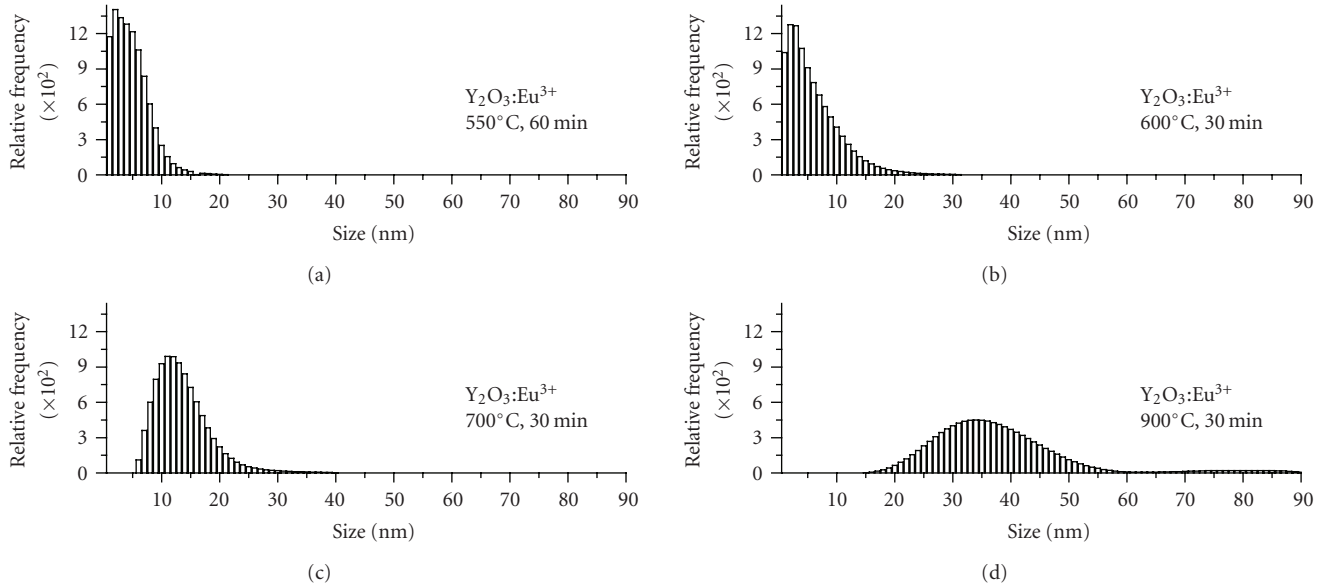 Relative frequency
(×10²)
12
9
6
3
0
Y₂O₃:Eu³⁺
550°C, 60 min
10 20 30 40 50 60 70 80 90
Size (nm)
(a)
Relative frequency
(×10²)
12
9
6
3
0
Y₂O₃:Eu³⁺
600°C, 30 min
10 20 30 40 50 60 70 80 90
Size (nm)
(b)
Relative frequency
(×10²)
12
9
6
3
0
Y₂O₃:Eu³⁺
700°C, 30 min
10 20 30 40 50 60 70 80 90
Size (nm)
(c)
Relative frequency
(×10²)
12
9
6
3
0
Y₂O₃:Eu³⁺
900°C, 30 min
10 20 30 40 50 60 70 80 90
Size (nm)
(d)